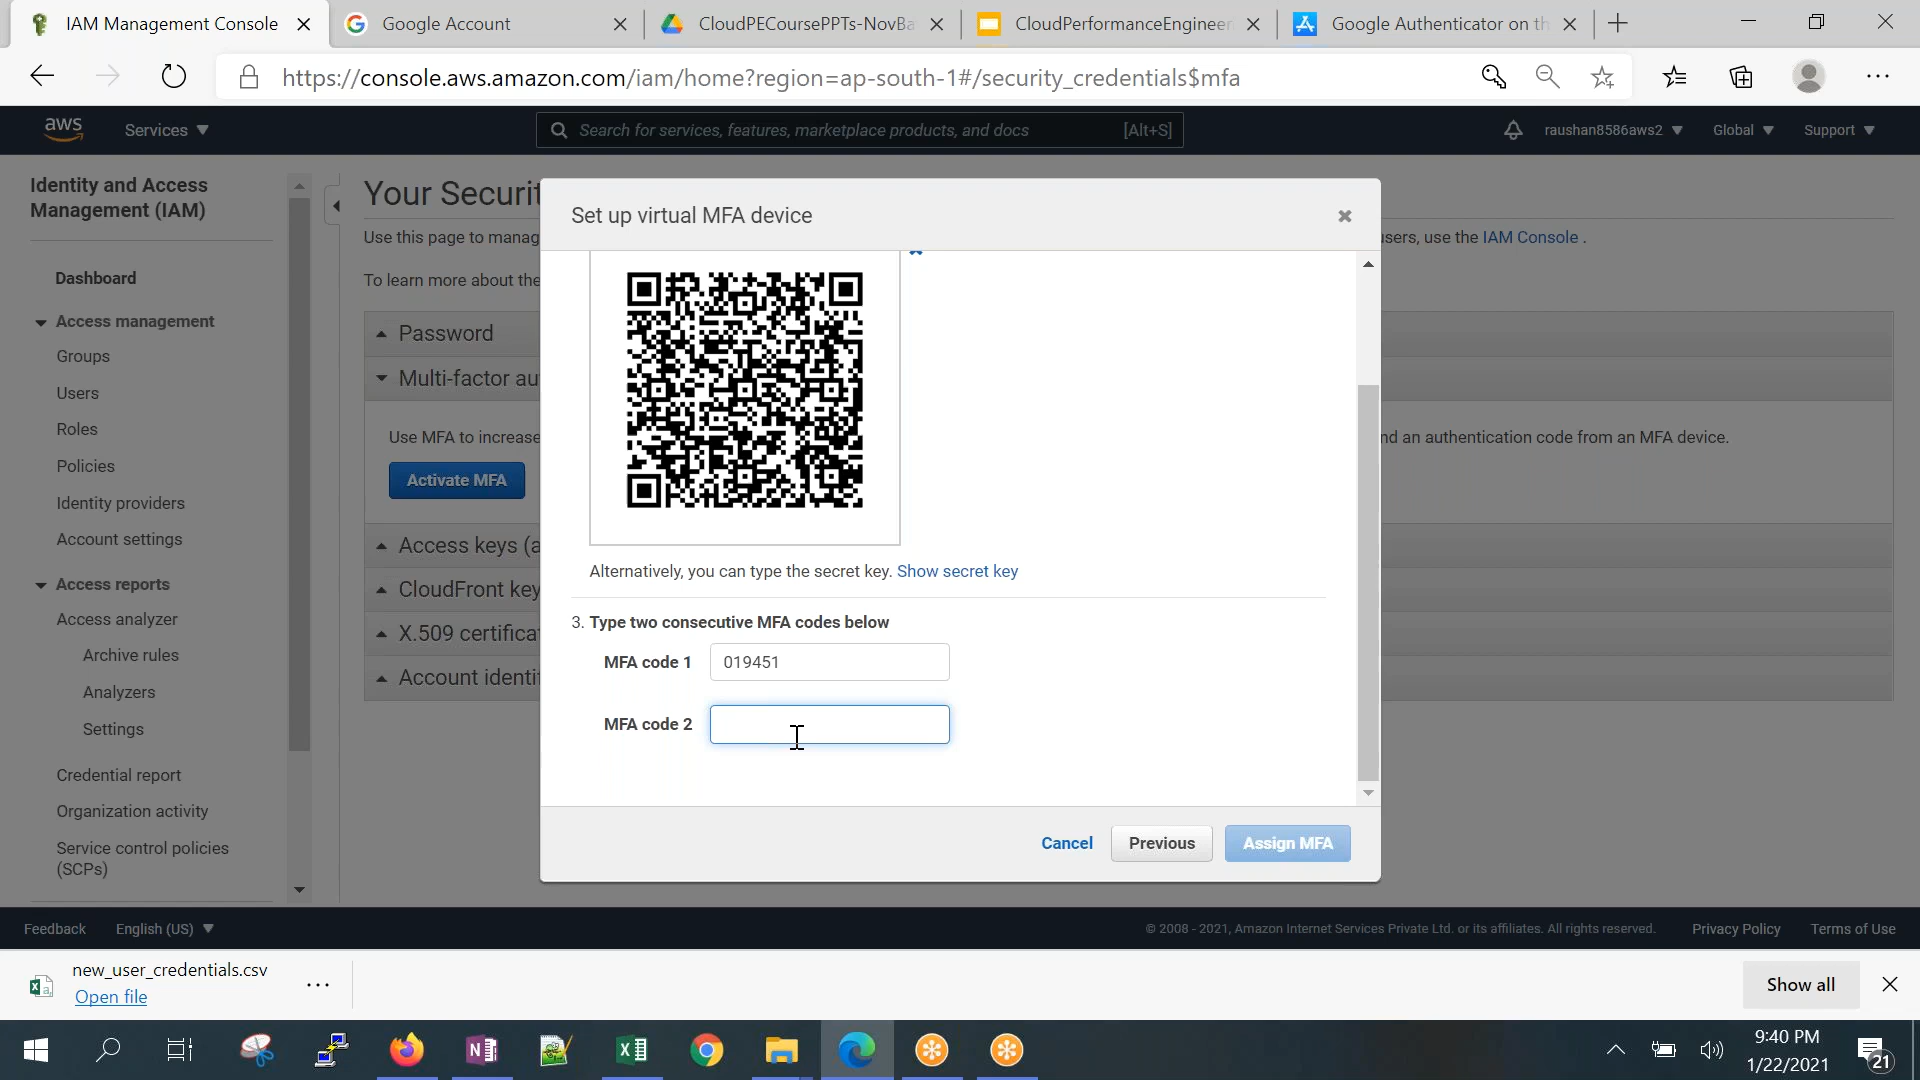 IAM Management Console
Google Account
CloudPECoursePPTs-NovBa
CloudPerformanceEngineer
Google Authenticator on th
https://console.aws.amazon.com/iam/home?region=ap-south-1#/security_credentials$mfa
aws
Services
Search for services, features, marketplace products, and docs
[Alt+S]
raushan8586aws2
Global
Support
Identity and Access
Management (IAM)
Dashboard
Access management
Groups
Users
Roles
Policies
Identity providers
Account settings
Access reports
Access analyzer
Archive rules
Analyzers
Settings
Credential report
Organization activity
Service control policies
(SCPs)
Your Securit
Use this page to manag
users, use the IAM Console .
To learn more about the
Password
Multi-factor au
Use MFA to increase
nd an authentication code from an MFA device.
Activate MFA
Access keys (a
CloudFront key
X.509 certificat
Account identif
Set up virtual MFA device
Alternatively, you can type the secret key. Show secret key
3. Type two consecutive MFA codes below
MFA code 1
019451
MFA code 2
Cancel
Previous
Assign MFA
Feedback
English (US)
© 2008 - 2021, Amazon Internet Services Private Ltd. or its affiliates. All rights reserved.
Privacy Policy
Terms of Use
new_user_credentials.csv
Open file
Show all
9:40 PM
1/22/2021
21